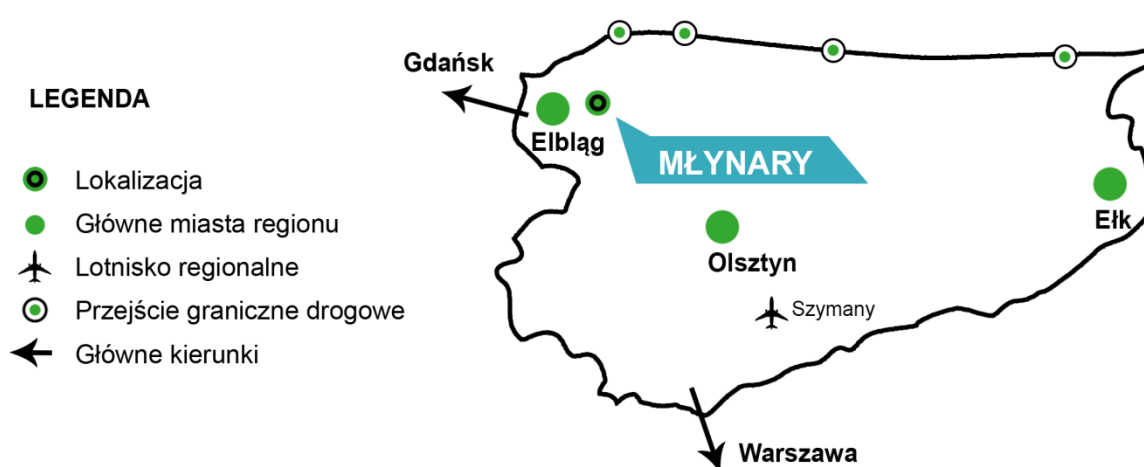 LEGENDA
Lokalizacja
Główne miasta regionu
Lotnisko regionalne
Przejście graniczne drogowe
Główne kierunki
Gdańsk
Elbląg
MŁYNARY
Ełk
Olsztyn
Szymany
Warszawa